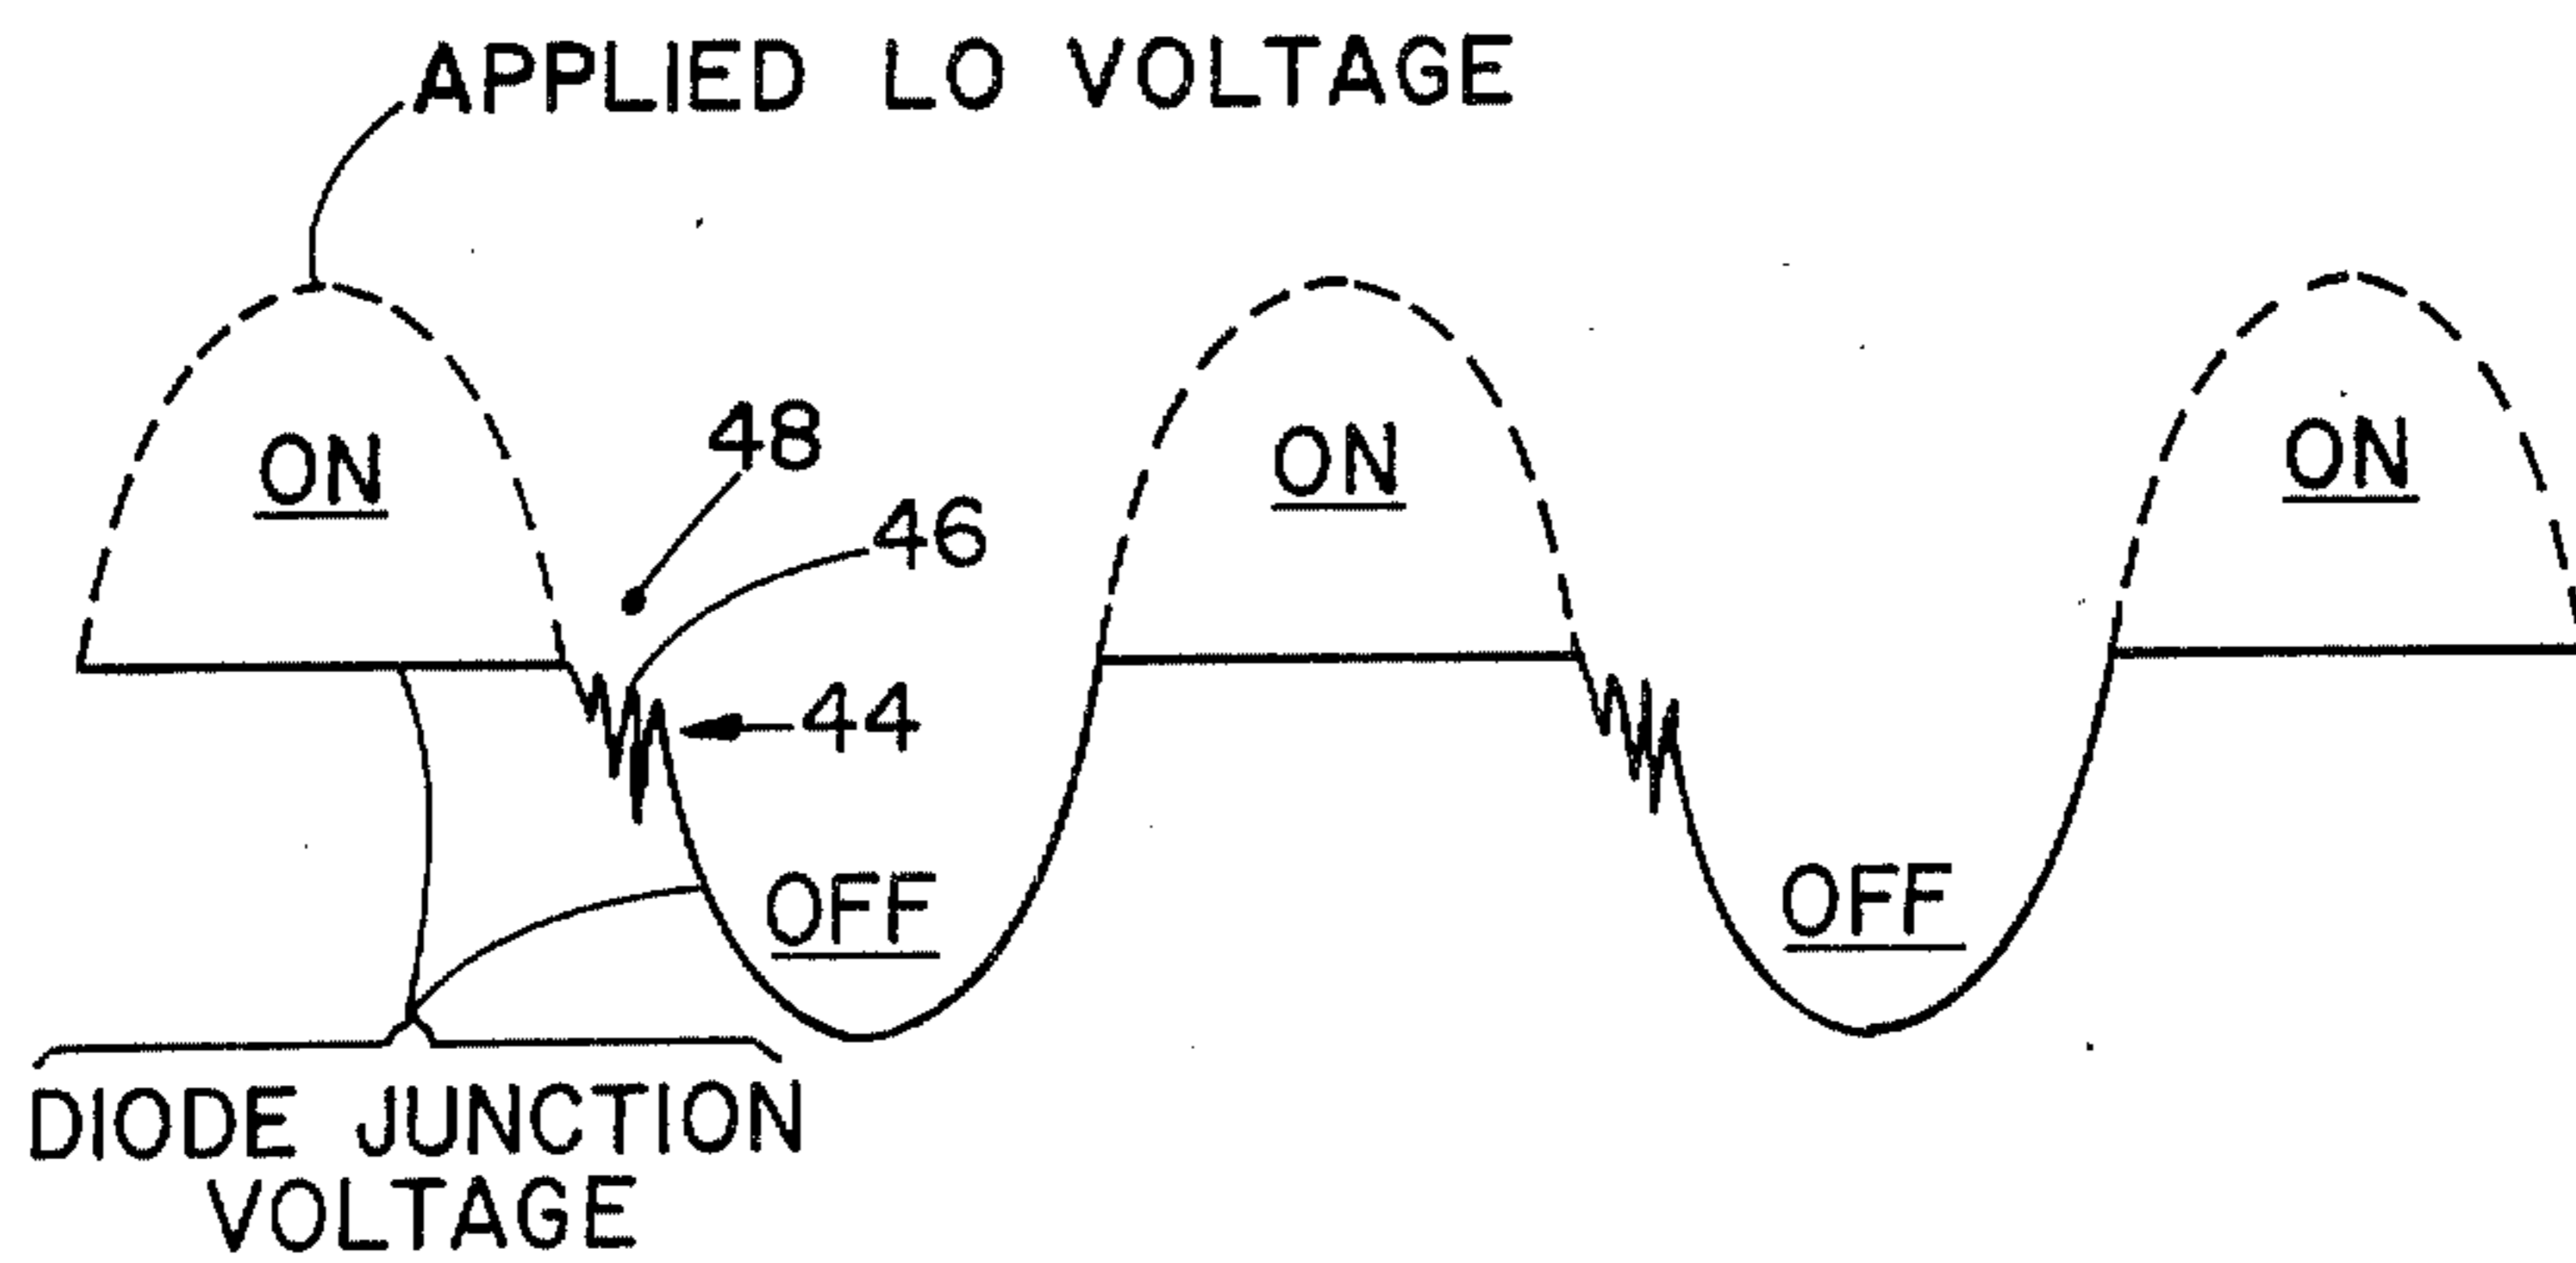 APPLIED LO VOLTAGE
ON
ON
ON
48
46
44
OFF
OFF
DIODE JUNCTION
VOLTAGE